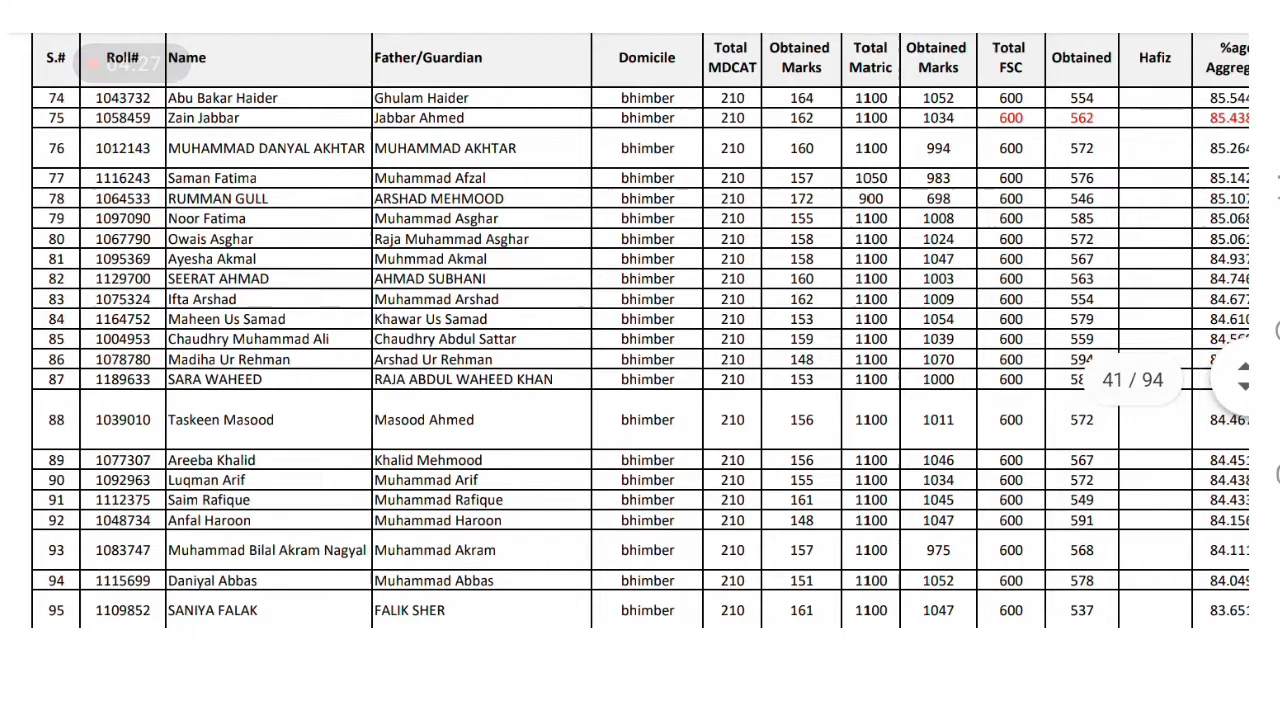 S.# Roll# Name Father/Guardian Domicile Total MDCAT Obtained Marks Total Matric Obtained Marks Total FSC Obtained Hafiz %age Aggreg
04:27
74 1043732 Abu Bakar Haider Ghulam Haider bhimber 210 164 1100 1052 600 554 85.544
75 1058459 Zain Jabbar Jabbar Ahmed bhimber 210 162 1100 1034 600 562 85.438
76 1012143 MUHAMMAD DANYAL AKHTAR MUHAMMAD AKHTAR bhimber 210 160 1100 994 600 572 85.264
77 1116243 Saman Fatima Muhammad Afzal bhimber 210 157 1050 983 600 576 85.142
78 1064533 RUMMAN GULL ARSHAD MEHMOOD bhimber 210 172 900 698 600 546 85.107
79 1097090 Noor Fatima Muhammad Asghar bhimber 210 155 1100 1008 600 585 85.068
80 1067790 Owais Asghar Raja Muhammad Asghar bhimber 210 158 1100 1024 600 572 85.061
81 1095369 Ayesha Akmal Muhmmad Akmal bhimber 210 158 1100 1047 600 567 84.937
82 1129700 SEERAT AHMAD AHMAD SUBHANI bhimber 210 160 1100 1003 600 563 84.746
83 1075324 Ifta Arshad Muhammad Arshad bhimber 210 162 1100 1009 600 554 84.677
84 1164752 Maheen Us Samad Khawar Us Samad bhimber 210 153 1100 1054 600 579 84.610
85 1004953 Chaudhry Muhammad Ali Chaudhry Abdul Sattar bhimber 210 159 1100 1039 600 559
86 1078780 Madiha Ur Rehman Arshad Ur Rehman bhimber 210 148 1100 1070 600 594
87 1189633 SARA WAHEED RAJA ABDUL WAHEED KHAN bhimber 210 153 1100 1000 600
41 / 94
88 1039010 Taskeen Masood Masood Ahmed bhimber 210 156 1100 1011 600 572 84.467
89 1077307 Areeba Khalid Khalid Mehmood bhimber 210 156 1100 1046 600 567 84.451
90 1092963 Luqman Arif Muhammad Arif bhimber 210 155 1100 1034 600 572 84.438
91 1112375 Saim Rafique Muhammad Rafique bhimber 210 161 1100 1045 600 549 84.433
92 1048734 Anfal Haroon Muhammad Haroon bhimber 210 148 1100 1047 600 591 84.156
93 1083747 Muhammad Bilal Akram Nagyal Muhammad Akram bhimber 210 157 1100 975 600 568 84.111
94 1115699 Daniyal Abbas Muhammad Abbas bhimber 210 151 1100 1052 600 578 84.049
95 1109852 SANIYA FALAK FALIK SHER bhimber 210 161 1100 1047 600 537 83.651